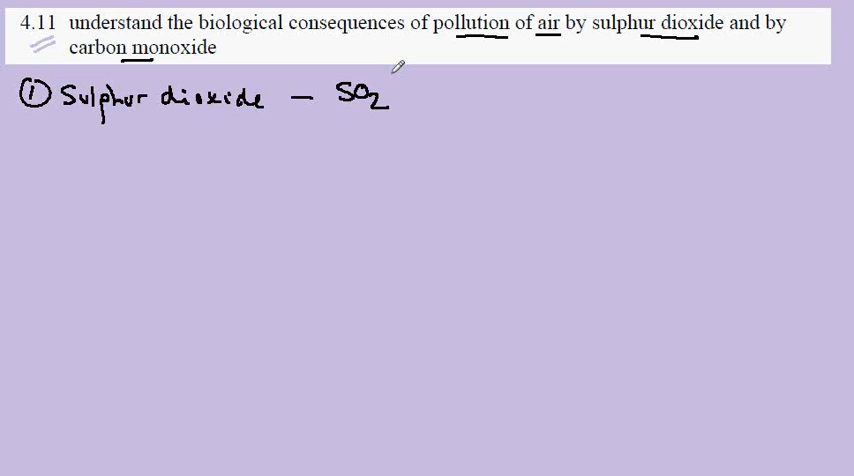 4.11 understand the biological consequences of pollution of air by sulphur dioxide and by
carbon monoxide
① Sulphur dioxide — SO₂